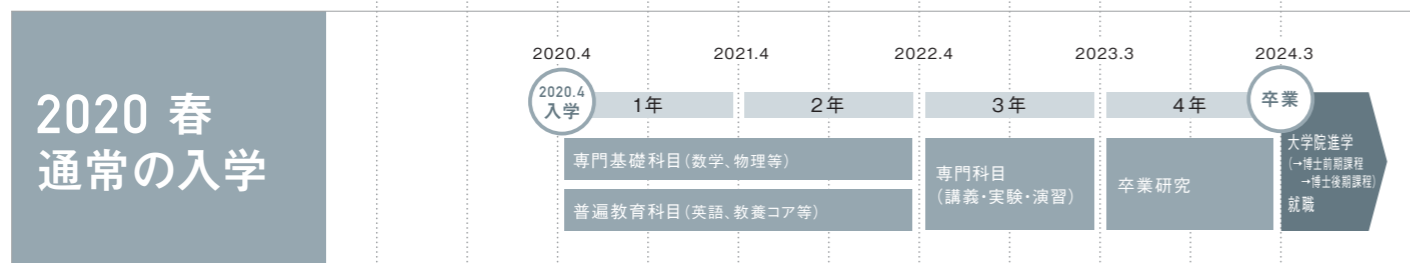 2020 春
通常の入学
2020.4
2021.4
2022.4
2023.3
2024.3
2020.4
入学
1年
2年
3年
4年
卒業
専門基礎科目(数学、物理等)
普遍教育科目(英語、教養コア等)
専門科目
(講義・実験・演習)
卒業研究
大学院進学
(→博士前期課程
→博士後期課程)
就職